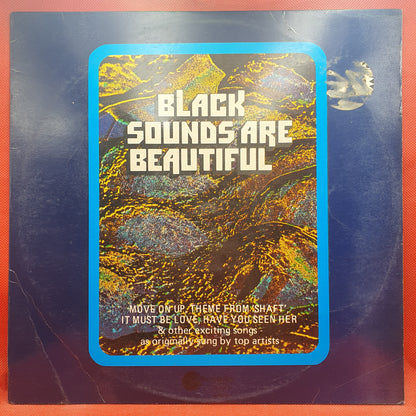 BLACK
SOUNDS ARE
BEAUTIFUL
MOVE ON UP, THEME FROM 'SHAFT',
IT MUST BE LOVE, HAVE YOU SEEN HER
& other exciting songs -
as originally sung by top artists